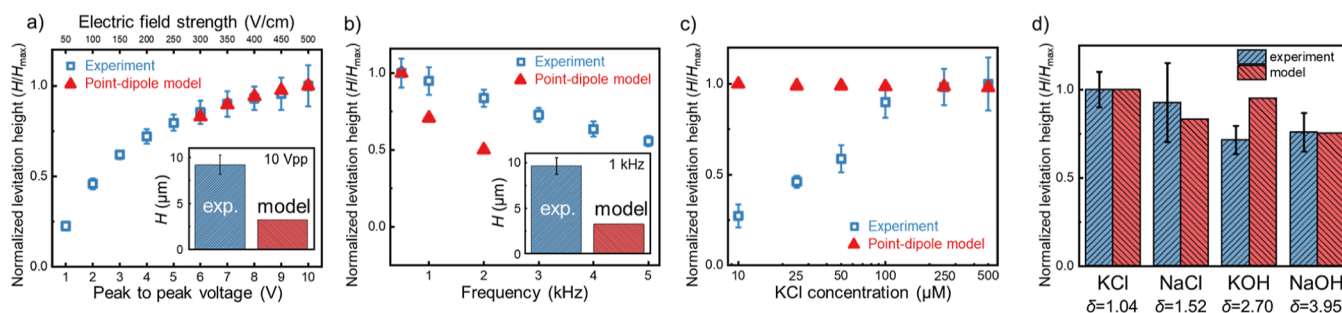 a)
Electric field strength (V/cm)
50 100 150 200 250 300 350 400 450 500
Normalized levitation height (H/Hmax)
1.0
0.5
0.0
Experiment
Point-dipole model
10 Vpp
H (μm)
10
5
0
exp.
model
1 2 3 4 5 6 7 8 9 10
Peak to peak voltage (V)
b)
Normalized levitation height (H/Hmax)
1.0
0.5
0.0
Experiment
Point-dipole model
1 kHz
H (μm)
10
5
0
exp.
model
1 2 3 4 5
Frequency (kHz)
c)
Normalized levitation height (H/Hmax)
1.0
0.5
0.0
Experiment
Point-dipole model
10 25 50 100 250 500
KCl concentration (μM)
d)
Normalized levitation height (H/Hmax)
1.0
0.5
0.0
experiment
model
KCl NaCl KOH NaOH
δ=1.04 δ=1.52 δ=2.70 δ=3.95